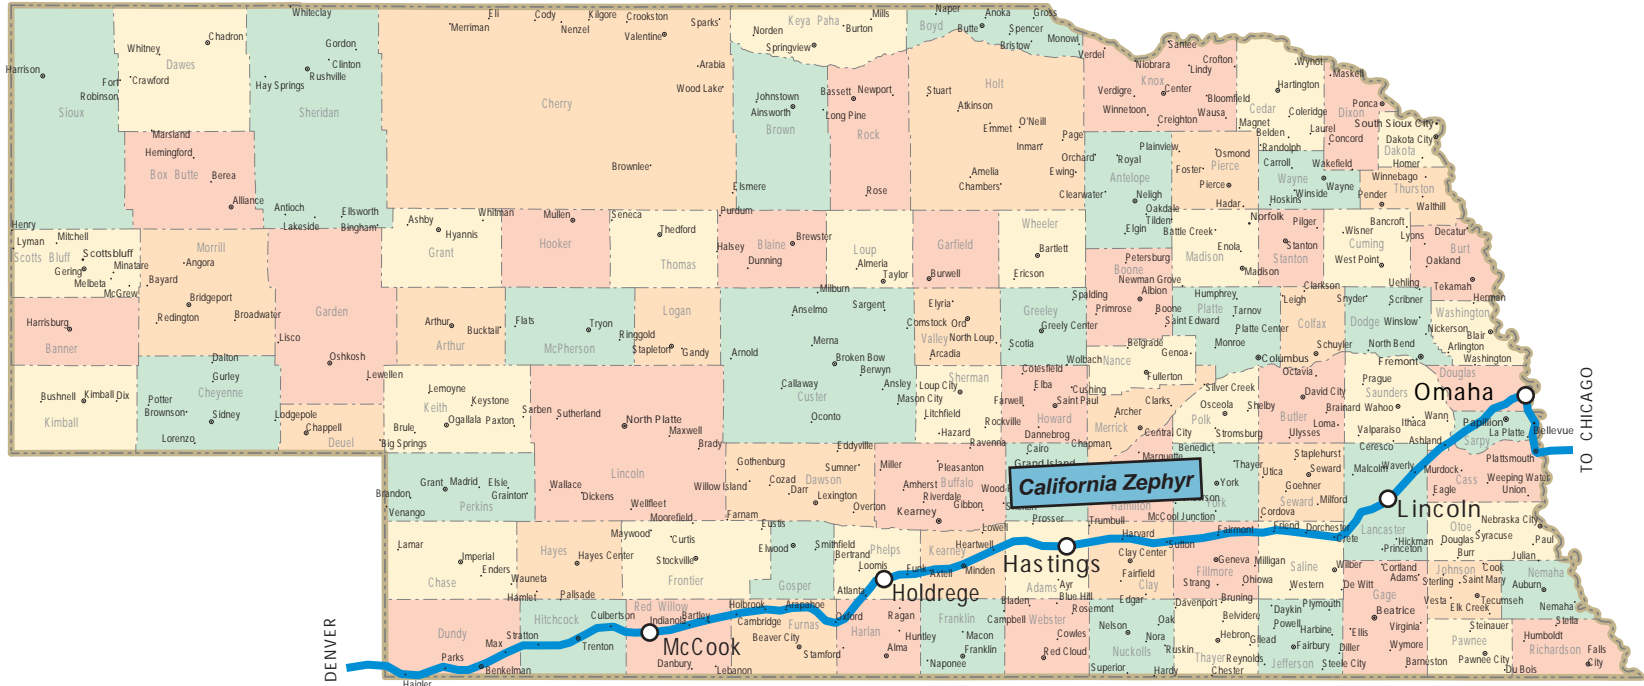 Whiteclay
Eli
Cody
Kilgore
Crookston
Sparks
Merriman
Nenzel
Valentine
Keya Paha
Mills
Norden
Burton
Springview
Naper
Anoka
Gross
Boyd
Butte
Spencer
Bristow
Monowi
Verdel
Santee
Harrison
Chadron
Whitney
Dawes
Fort
Robinson
Crawford
Gordon
Clinton
Rushville
Hay Springs
Sioux
Sheridan
Cherry
Arabia
Wood Lake
Johnstown
Ainsworth
Brown
Bassett
Newport
Long Pine
Rock
Rose
Stuart
Holt
Atkinson
Emmet
O'Neill
Inman
Page
Orchard
Ewing
Amelia
Chambers
Clearwater
Niobrara
Crofton
Lindy
Knox
Verdigre
Center
Bloomfield
Winnetoon
Wausa
Creighton
Wynot
Hartington
Cedar
Coleridge
Magnet
Belden
Laurel
Randolph
Maskell
Ponca
Dixon
South Sioux City
Concord
Dakota City
Dakota
Homer
Marsland
Hemingford
Box Butte
Berea
Alliance
Antioch
Lakeside
Ellsworth
Bingham
Brownlee
Elsmere
Purdum
Plainview
Royal
Antelope
Neligh
Oakdale
Tilden
Elgin
Osmond
Foster
Pierce
Pierce
Hadar
Carroll
Wayne
Wakefield
Wayne
Winside
Hoskins
Winnebago
Pender
Thurston
Walthill
Henry
Lyman
Mitchell
Scotts Bluff
Scottsbluff
Gering
Minatare
Melbeta
McGrew
Morrill
Angora
Bayard
Bridgeport
Redington
Broadwater
Ashby
Whitman
Hyannis
Grant
Mullen
Hooker
Seneca
Thedford
Thomas
Halsey
Blaine
Brewster
Dunning
Milburn
Loup
Almeria
Taylor
Garfield
Burwell
Wheeler
Bartlett
Ericson
Battle Creek
Norfolk
Enola
Madison
Madison
Pilger
Stanton
Stanton
Bancroft
Wisner
Cuming
West Point
Lyons
Decatur
Burt
Oakland
Tekamah
Petersburg
Boone
Newman Grove
Albion
Spalding
Primrose
Boone
Saint Edward
Humphrey
Platte
Tarnov
Platte Center
Monroe
Columbus
Clarkson
Leigh
Colfax
Schuyler
Uehling
Snyder
Scribner
Dodge
Winslow
North Bend
Fremont
Herman
Washington
Nickerson
Blair
Arlington
Washington
Harrisburg
Banner
Garden
Lisco
Oshkosh
Lewellen
Arthur
Bucktail
Arthur
Flats
Tryon
McPherson
Logan
Ringgold
Stapleton
Gandy
Anselmo
Sargent
Merna
Arnold
Broken Bow
Berwyn
Callaway
Custer
Ansley
Mason City
Oconto
Elyria
Comstock
Ord
Valley
North Loup
Arcadia
Greeley
Greely Center
Scotia
Wolbach
Belgrade
Genoa
Nance
Fullerton
Dalton
Gurley
Cheyenne
Potter
Brownson
Sidney
Lorenzo
Lodgepole
Chappell
Deuel
Bushnell
Kimball
Dix
Kimball
Lemoyne
Keystone
Keith
Ogallala
Paxton
Brule
Big Springs
Sarben
Sutherland
North Platte
Maxwell
Brady
Lincoln
Wallace
Dickens
Wellfleet
Moorefield
Sherman
Loup City
Litchfield
Hazard
Rockville
Ravenna
Cotesfield
Elba
Cushing
Farwell
Saint Paul
Howard
Dannebrog
Cairo
Grand Island
Archer
Clarks
Merrick
Central City
Chapman
Silver Creek
Osceola
Polk
Stromsburg
Shelby
Octavia
David City
Butler
Brainard
Loma
Ulysses
Prague
Saunders
Wahoo
Valparaiso
Ithaca
Wann
Ashland
Douglas
Omaha
Papillion
La Platte
Sarpy
Bellevue
TO CHICAGO
Grant
Madrid
Elsie
Grainton
Brandon
Venango
Perkins
Gothenburg
Willow Island
Cozad
Darr
Dawson
Lexington
Sumner
Eddyville
Overton
Farnam
Miller
Pleasanton
Amherst
Buffalo
Riverdale
Kearney
Gibbon
California Zephyr
Marquette
Benedict
York
York
Hamilton
McCool Junction
Thayer
Utica
Staplehurst
Seward
Goehner
Seward
Milford
Cordova
Ceresco
Malcolm
Waverly
Lincoln
Lancaster
Murdock
Eagle
Cass
Plattsmouth
Weeping Water
Union
Lamar
Imperial
Enders
Chase
Hayes
Hayes Center
Wauneta
Hamlet
Palisade
Maywood
Curtis
Stockville
Frontier
Eustis
Elwood
Smithfield
Gosper
Bertrand
Phelps
Loomis
Atlanta
Holdrege
Funk
Axtell
Kearney
Heartwell
Minden
Lowell
Prosser
Hastings
Adams
Ayr
Blue Hill
Trumbull
Harvard
Clay Center
Fairfield
Clay
Edgar
Sutton
Fairmont
Geneva
Fillmore
Strang
Ohiowa
Bruning
Friend
Dorchester
Crete
Milligan
Saline
Wilber
Western
De Witt
Hickman
Princeton
Cortland
Adams
Otoe
Nebraska City
Syracuse
Douglas
Burr
Paul
Julian
Johnson
Cook
Sterling
Saint Mary
Tecumseh
Vesta
Elk Creek
Nemaha
Auburn
Nemaha
DENVER
Haigler
Parks
Dundy
Max
Benkelman
Stratton
Hitchcock
Trenton
Culbertson
Red Willow
Indianola
Bartley
McCook
Danbury
Lebanon
Holbrook
Arapahoe
Cambridge
Furnas
Beaver City
Stamford
Oxford
Harlan
Ragan
Huntley
Alma
Franklin
Macon
Franklin
Naponee
Campbell
Bladen
Webster
Cowles
Red Cloud
Rosemont
Nelson
Nuckolls
Superior
Oak
Nora
Ruskin
Hardy
Davenport
Belvidere
Hebron
Gilead
Thayer
Reynolds
Chester
Daykin
Plymouth
Powell
Harbine
Fairbury
Jefferson
Steele City
Gage
Beatrice
Ellis
Virginia
Diller
Wymore
Barneston
Steinauer
Pawnee
Pawnee City
Du Bois
Stella
Humboldt
Richardson
Falls
City